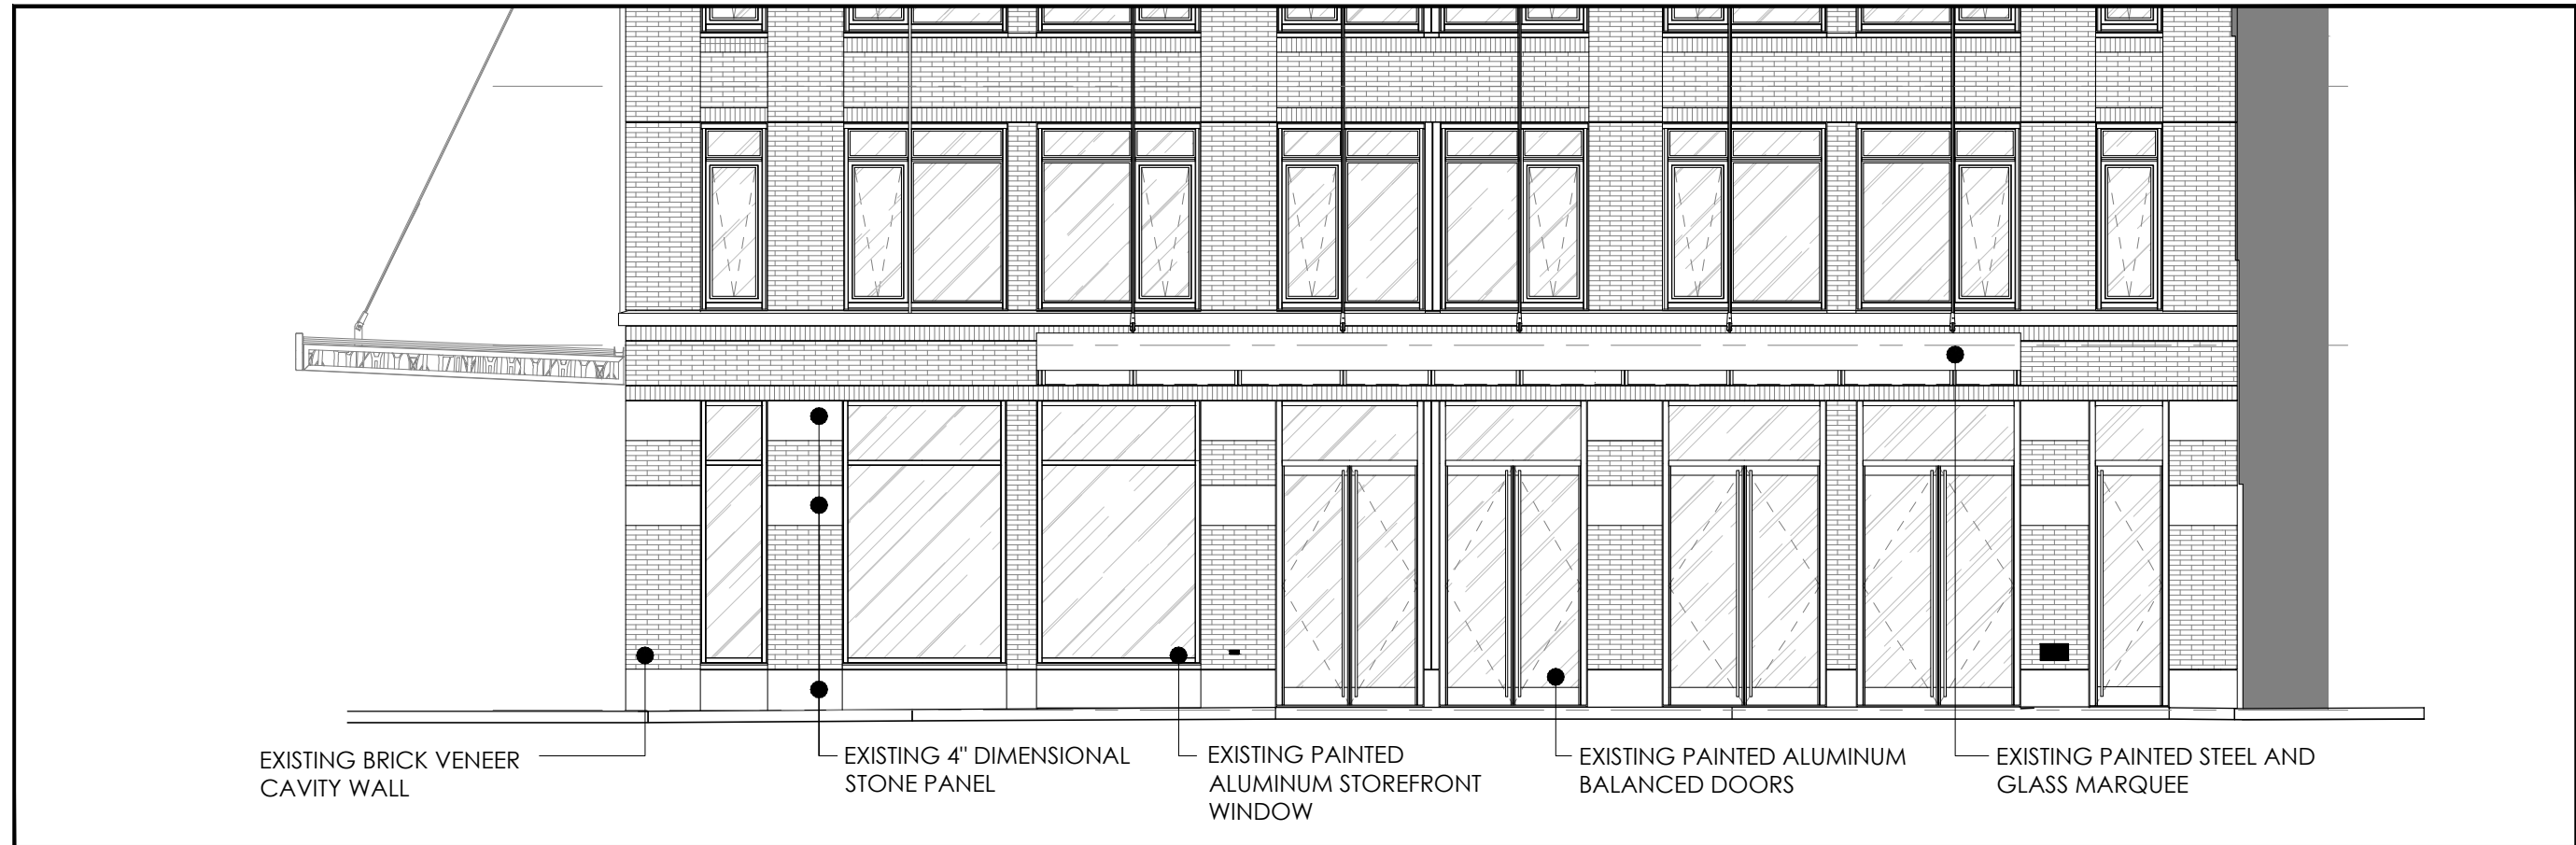 EXISTING BRICK VENEER
CAVITY WALL
EXISTING 4" DIMENSIONAL
STONE PANEL
EXISTING PAINTED
ALUMINUM STOREFRONT
WINDOW
EXISTING PAINTED ALUMINUM
BALANCED DOORS
EXISTING PAINTED STEEL AND
GLASS MARQUEE